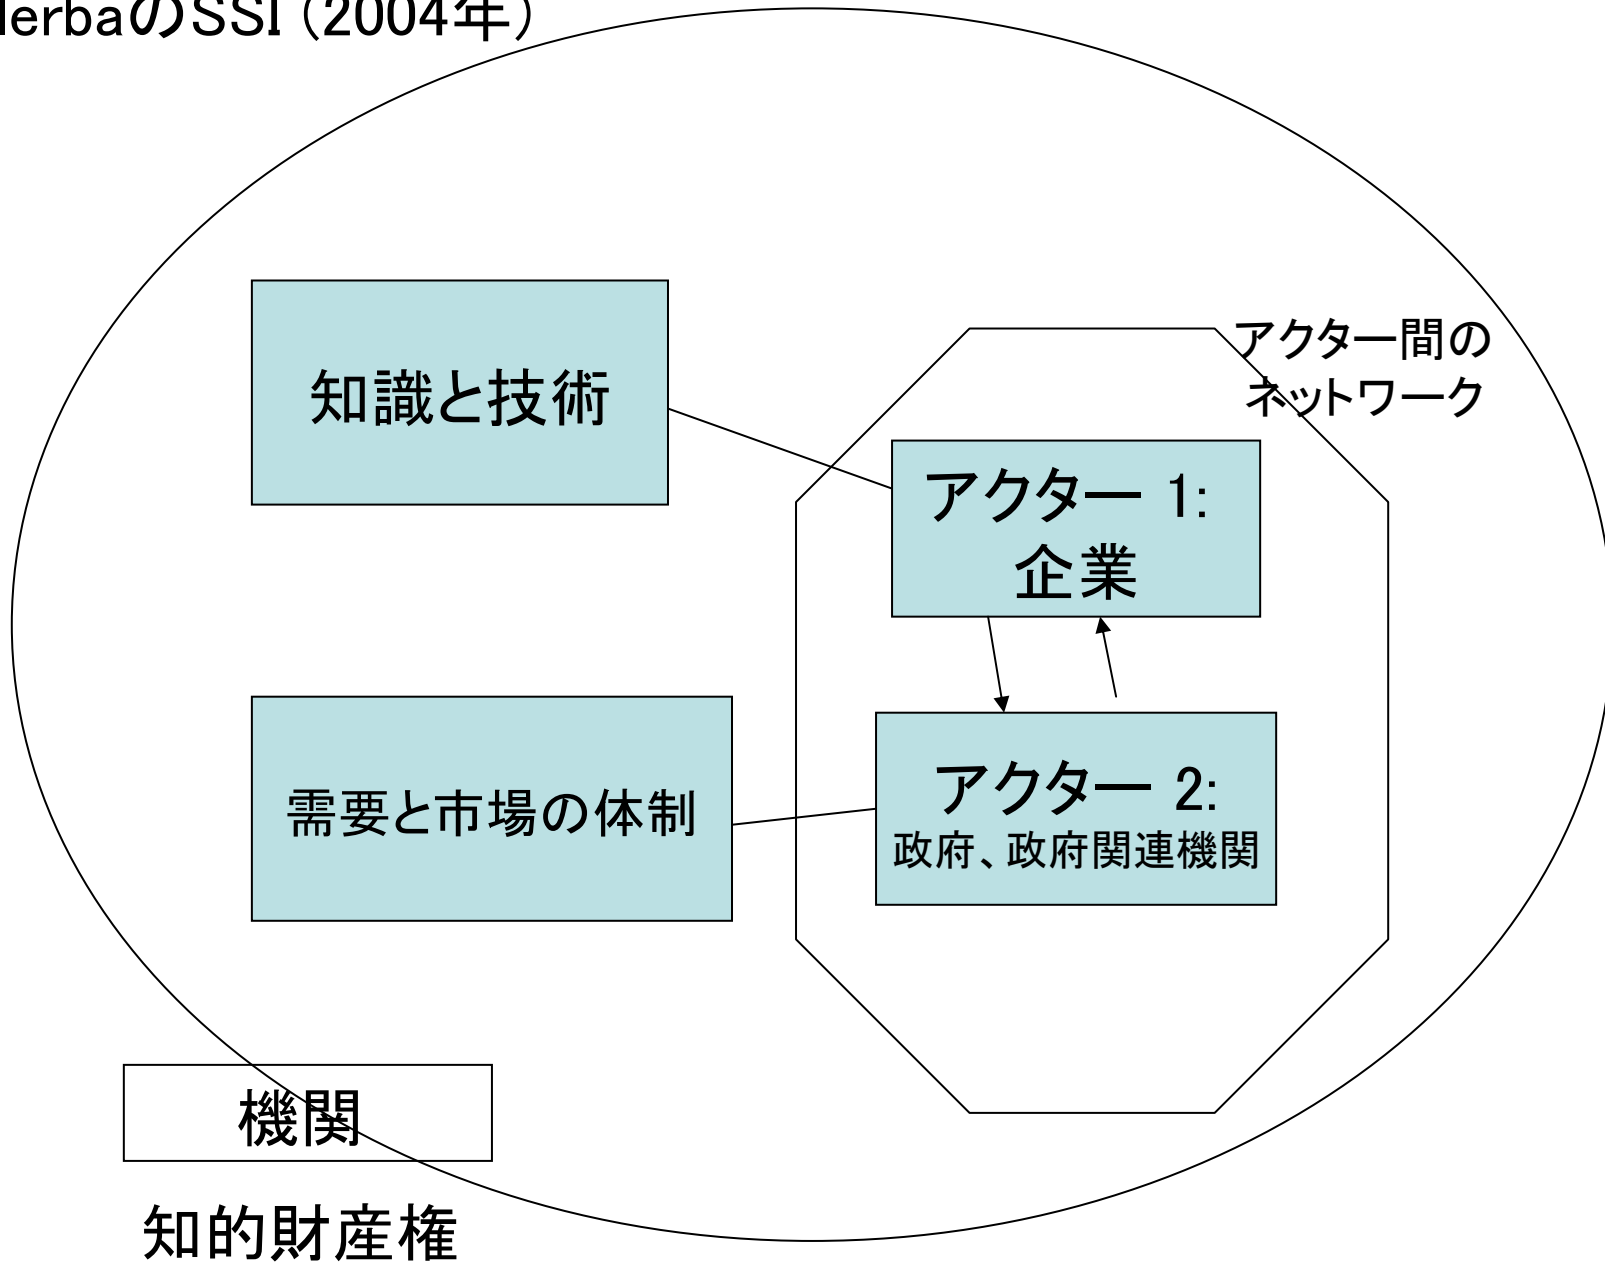 lerbaのSSI (2004年)
アクター間の
ネットワーク
知識と技術
アクター 1:
企業
需要と市場の体制
アクター 2:
政府、政府関連機関
機関
知的財産権